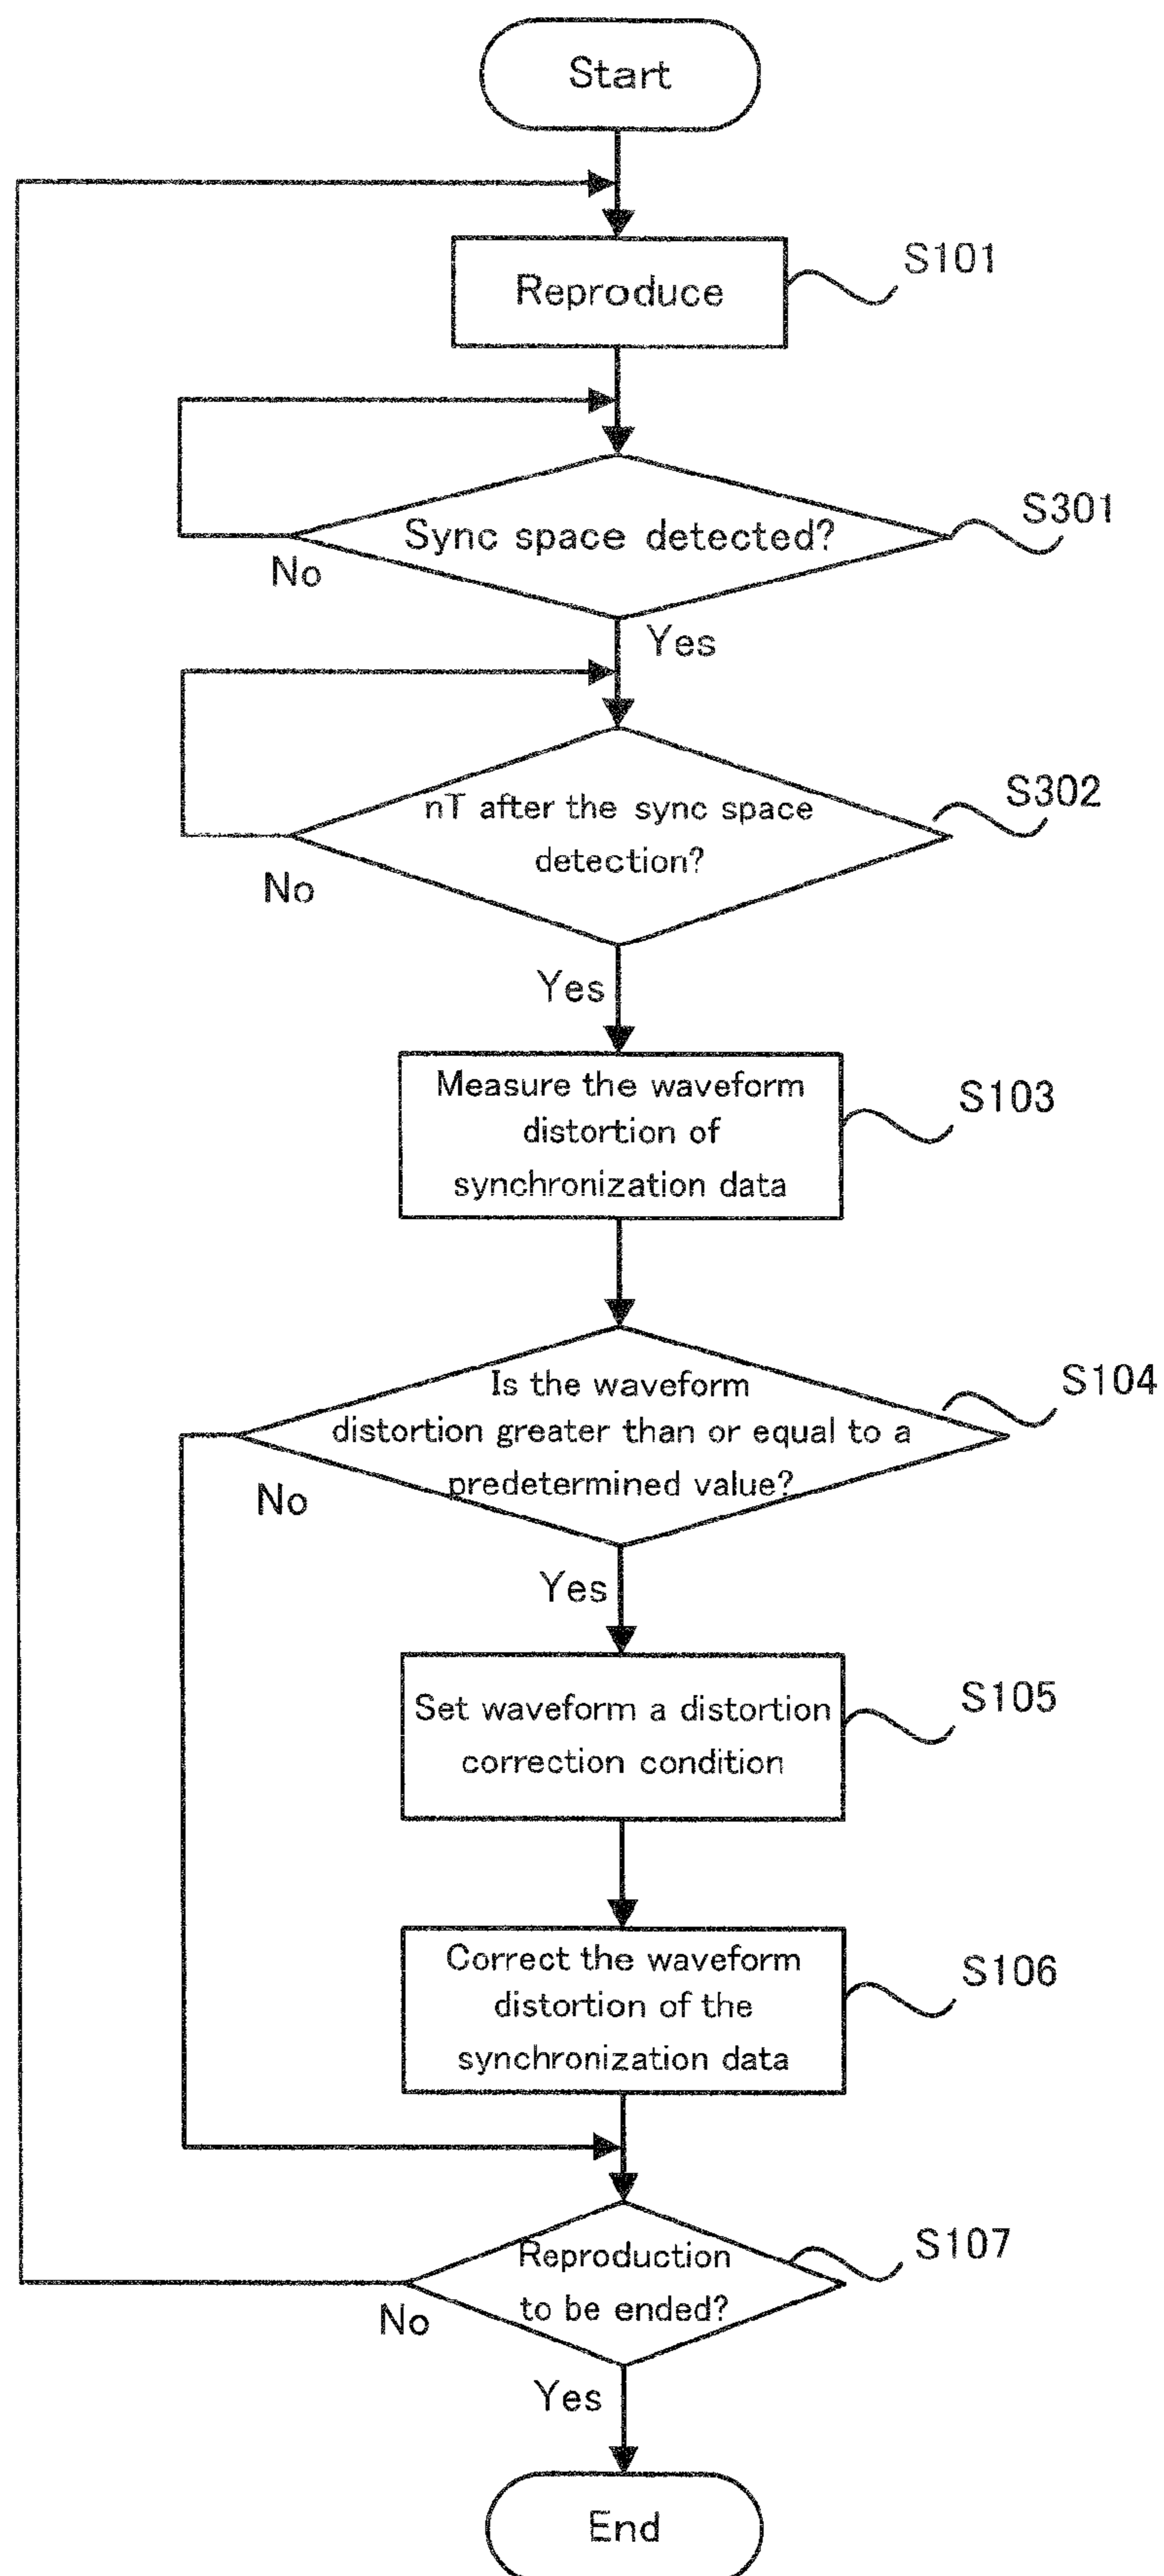 Start
Reproduce
S101
Sync space detected?
S301
No
Yes
nT after the sync space
detection?
S302
No
Yes
Measure the waveform
distortion of
synchronization data
S103
Is the waveform
distortion greater than or equal to a
predetermined value?
S104
No
Yes
Set waveform a distortion
correction condition
S105
Correct the waveform
distortion of the
synchronization data
S106
Reproduction
to be ended?
S107
No
Yes
End